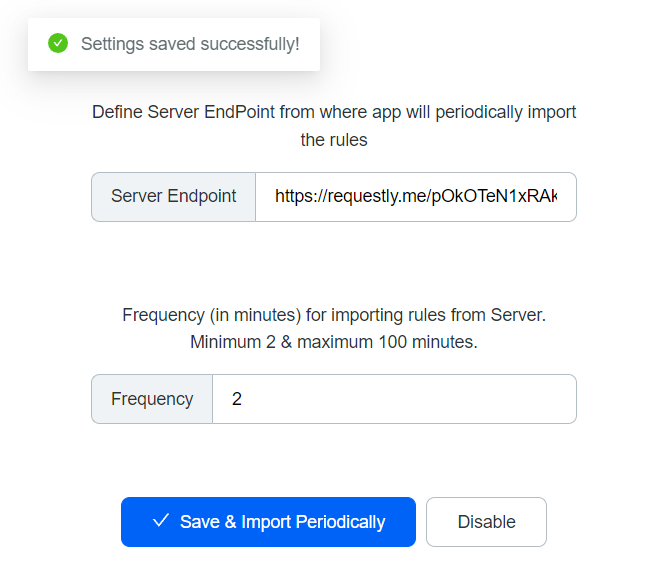 Settings saved successfully!
Define Server EndPoint from where app will periodically import
the rules
Server Endpoint https://requestly.me/pOkOTeN1xRAk
Frequency (in minutes) for importing rules from Server.
Minimum 2 & maximum 100 minutes.
Frequency 2
Save & Import Periodically Disable